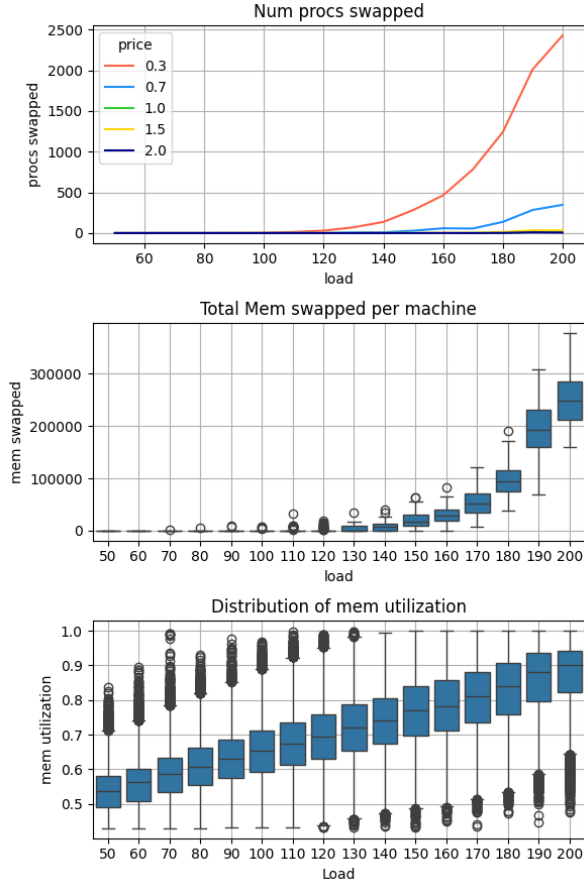 Num procs swapped
2500
2000
1500
1000
500
0
procs swapped
price
0.3
0.7
1.0
1.5
2.0
60 80 100 120 140 160 180 200
load
Total Mem swapped per machine
300000
200000
100000
0
mem swapped
50 60 70 80 90 100 110 120 130 140 150 160 170 180 190 200
load
Distribution of mem utilization
1.0
0.9
0.8
0.7
0.6
0.5
mem utilization
50 60 70 80 90 100 110 120 130 140 150 160 170 180 190 200
Load